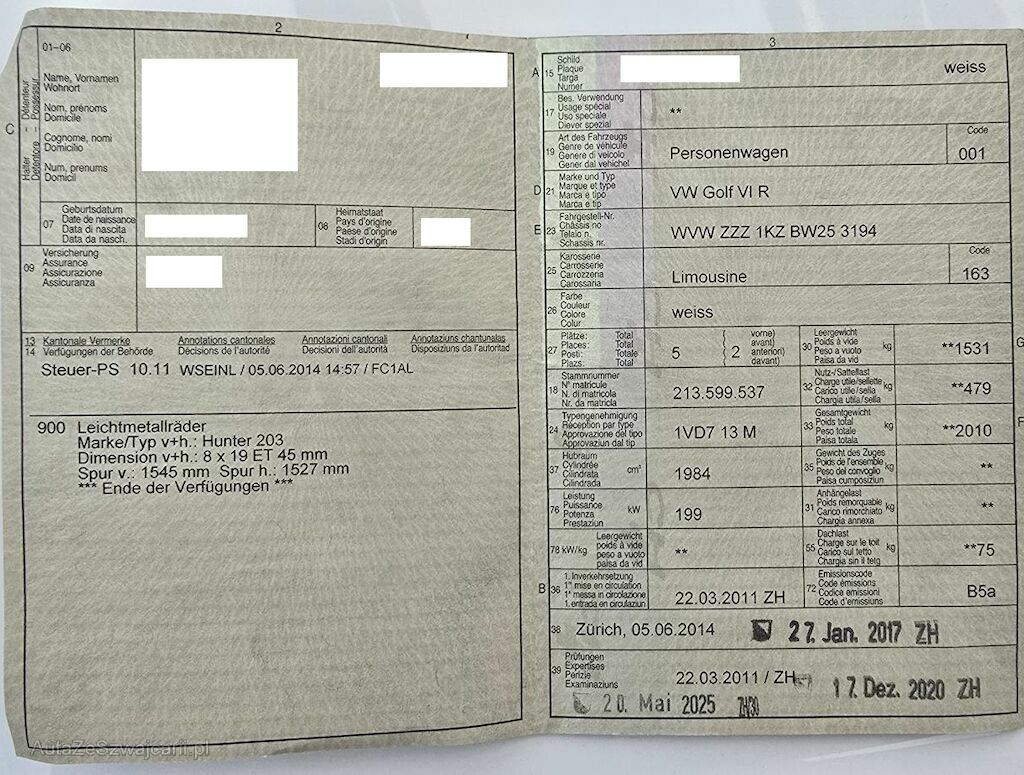 2
01-06
Halter – Détenteur
Detentore – Possessur
C
Name, Vornamen
Wohnort
Nom, prénoms
Domicile
Cognome, nomi
Domicilio
Num, prenums
Domicil
07
Geburtsdatum
Date de naissance
Data di nascita
Data da nasch.
08
Heimatstaat
Pays d'origine
Paese d'origine
Stadi d'origin
09
Versicherung
Assurance
Assicurazione
Assicuranza
13 Kantonale Vermerke Annotations cantonales Annotazioni cantonali Annotaziuns chantunalas
14 Verfügungen der Behörde Décisions de l'autorité Decisioni dell'autorità Disposiziuns da l'autoritad
Steuer-PS 10.11 WSEINL / 05.06.2014 14:57 / FC1AL
900 Leichtmetallräder
Marke/Typ v+h.: Hunter 203
Dimension v+h.: 8 x 19 ET 45 mm
Spur v.: 1545 mm Spur h.: 1527 mm
*** Ende der Verfügungen ***
AutaZeSzwajcarii.pl
3
A 15
Schild
Plaque
Targa
Numer
weiss
17
Bes. Verwendung
Usage spécial
Uso speciale
Diever spezial
**
19
Art des Fahrzeugs
Genre de véhicule
Genere di veicolo
Gener dal vehichel
Personenwagen
Code
001
D 21
Marke und Typ
Marque et type
Marca e tipo
Marca e tip
VW Golf VI R
E 23
Fahrgestell-Nr.
Châssis no
Telaio n.
Schassis nr.
WVW ZZZ 1KZ BW25 3194
25
Karosserie
Carrosserie
Carrozzeria
Carossaria
Limousine
Code
163
26
Farbe
Couleur
Colore
Colur
weiss
27
Plätze: Total
Places: Total
Posti: Totale
Plazs: Total
5
2
vorne)
avant)
anteriori)
davant)
30
Leergewicht
Poids à vide
Peso a vuoto
Paisa da vid
kg
**1531
G
18
Stammnummer
N° matricule
N. di matricola
Nr. da matricla
213.599.537
32
Nutz-/Sattellast
Charge utile/sellette
Carico utile/sella
Chargia utila/sella
kg
**479
24
Typengenehmigung
Réception par type
Approvazione del tipo
Approvaziun dal tip
1VD7 13 M
33
Gesamtgewicht
Poids total
Peso totale
Paisa totala
kg
**2010
F
37
Hubraum
Cylindrée
Cilindrata
Cilindrada
cm³
1984
35
Gewicht des Zuges
Poids de l'ensemble
Peso del convoglio
Paisa cumposiziun
kg
**
76
Leistung
Puissance
Potenza
Prestaziun
kW
199
31
Anhängelast
Poids remorquable
Carico rimorchiato
Chargia annexa
kg
**
78 kW/kg
Leergewicht
poids à vide
peso a vuoto
paisa da vid
**
55
Dachlast
Charge sur le toit
Carico sul tetto
Chargia sin il tetg
kg
**75
B 36
1. Inverkehrsetzung
1re mise en circulation
1a messa in circolazione
1. entrada en circulaziun
22.03.2011 ZH
72
Emissionscode
Code émissions
Codice emissioni
Code d'emissiuns
B5a
38
Zürich, 05.06.2014
27. Jan. 2017 ZH
39
Prüfungen
Expertises
Perizie
Examinaziuns
22.03.2011 / ZH
17. Dez. 2020 ZH
20. Mai 2025